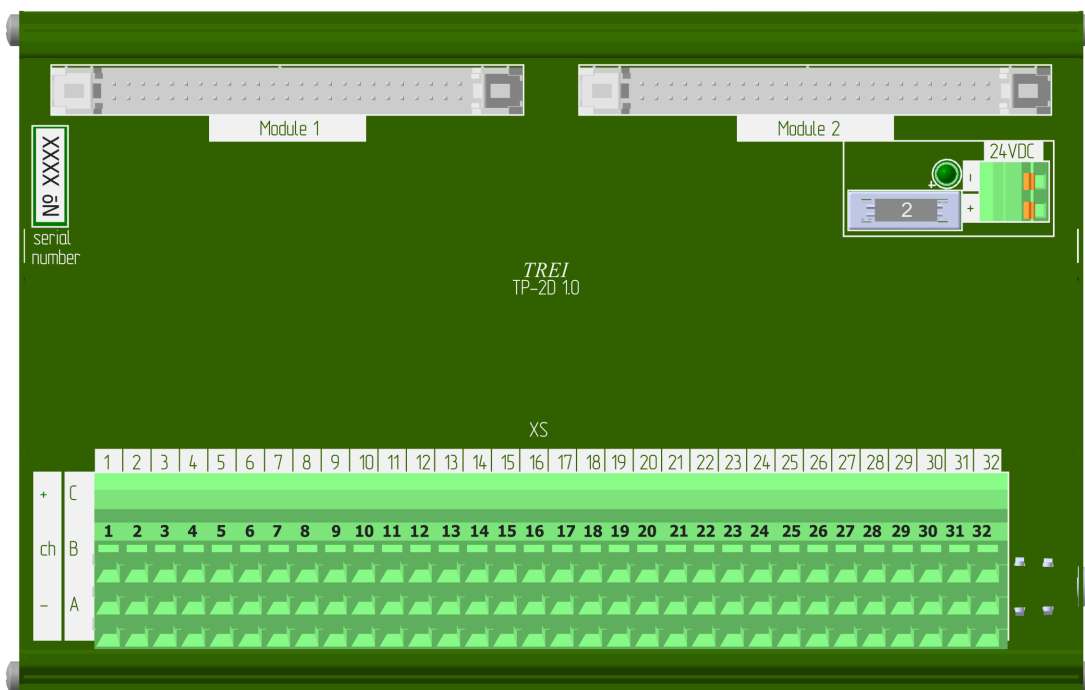 Module 1
Module 2
24VDC
№ XXXX
-
2
+
serial
number
TREI
TP-2D 1.0
XS
1 2 3 4 5 6 7 8 9 10 11 12 13 14 15 16 17 18 19 20 21 22 23 24 25 26 27 28 29 30 31 32
+ C
1 2 3 4 5 6 7 8 9 10 11 12 13 14 15 16 17 18 19 20 21 22 23 24 25 26 27 28 29 30 31 32
ch B
- A